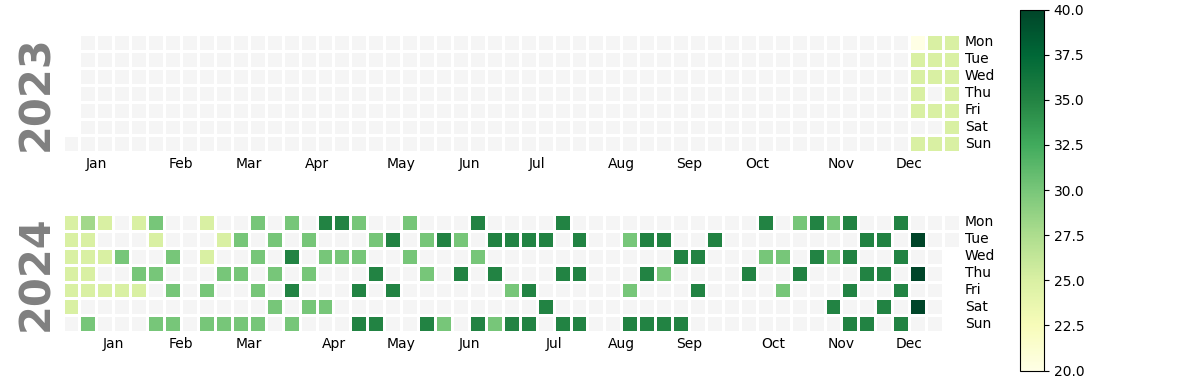 2023
Mon
Tue
Wed
Thu
Fri
Sat
Sun
Jan Feb Mar Apr May Jun Jul Aug Sep Oct Nov Dec
2024
Mon
Tue
Wed
Thu
Fri
Sat
Sun
Jan Feb Mar Apr May Jun Jul Aug Sep Oct Nov Dec
40.0
37.5
35.0
32.5
30.0
27.5
25.0
22.5
20.0